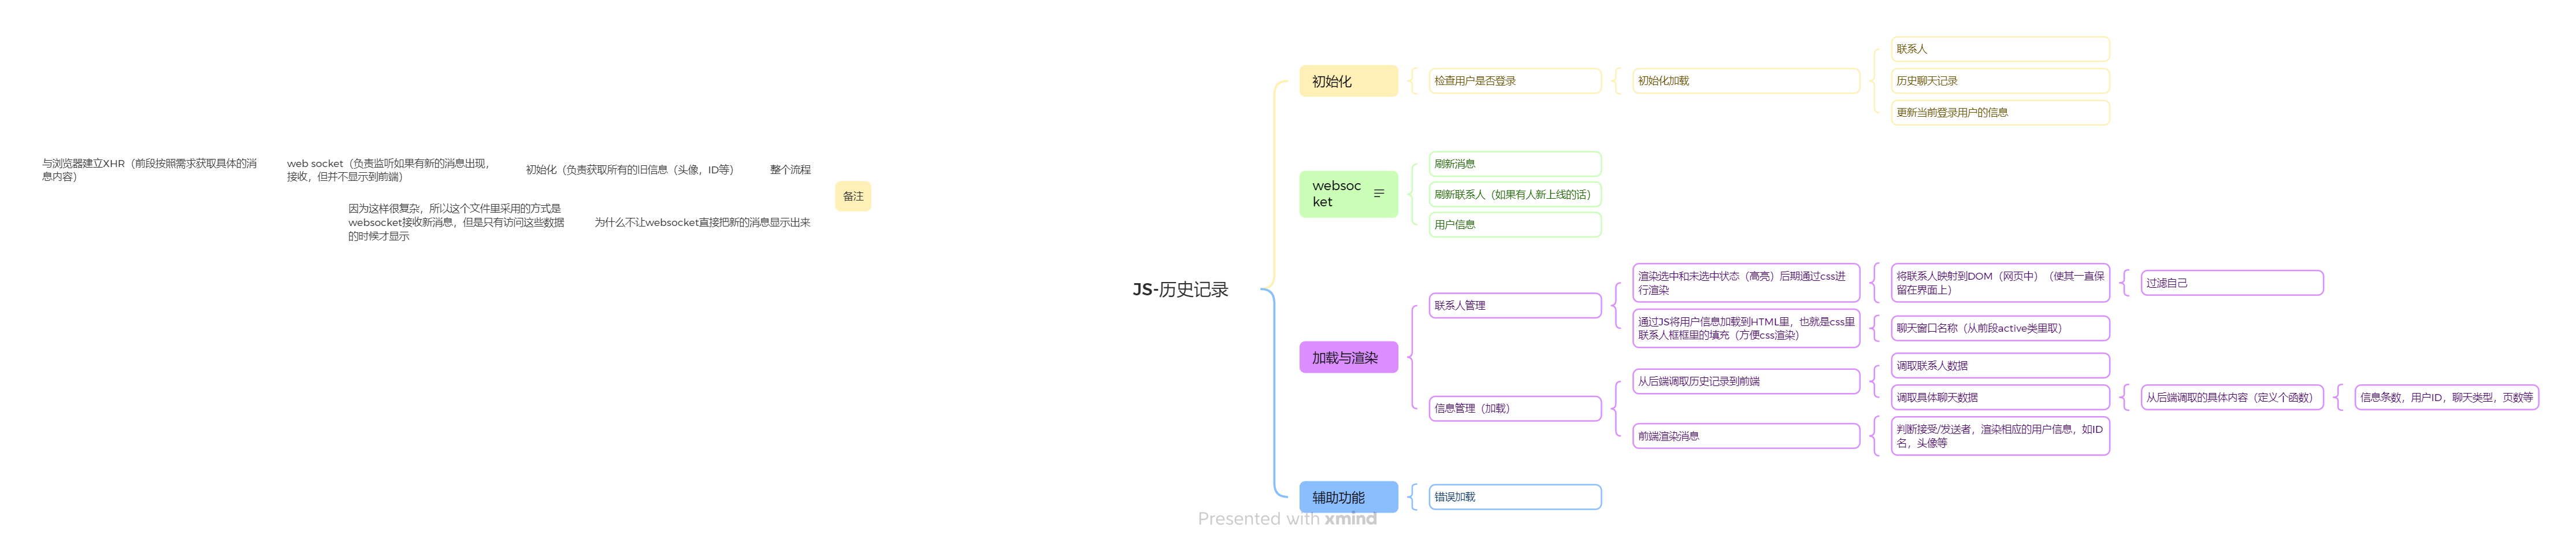 与浏览器建立XHR（前段按照需求获取具体的消
息内容）
web socket（负责监听如果有新的消息出现，
接收，但并不显示到前端）
初始化（负责获取所有的旧信息（头像，ID等）
整个流程
因为这样很复杂，所以这个文件里采用的方式是
websocket接收新消息，但是只有访问这些数据
的时候才显示
为什么不让websocket直接把新的消息显示出来
备注
JS-历史记录
初始化
检查用户是否登录
初始化加载
联系人
历史聊天记录
更新当前登录用户的信息
websoc
ket
刷新消息
刷新联系人（如果有人新上线的话）
用户信息
加载与渲染
联系人管理
渲染选中和未选中状态（高亮）后期通过css进
行渲染
将联系人映射到DOM（网页中）（使其一直保
留在界面上）
过滤自己
通过JS将用户信息加载到HTML里，也就是css里
联系人框框里的填充（方便css渲染）
聊天窗口名称（从前段active类里取）
信息管理（加载）
从后端调取历史记录到前端
调取联系人数据
调取具体聊天数据
从后端调取的具体内容（定义个函数）
信息条数，用户ID，聊天类型，页数等
前端渲染消息
判断接受/发送者，渲染相应的用户信息，如ID
名，头像等
辅助功能
错误加载
Presented with xmind